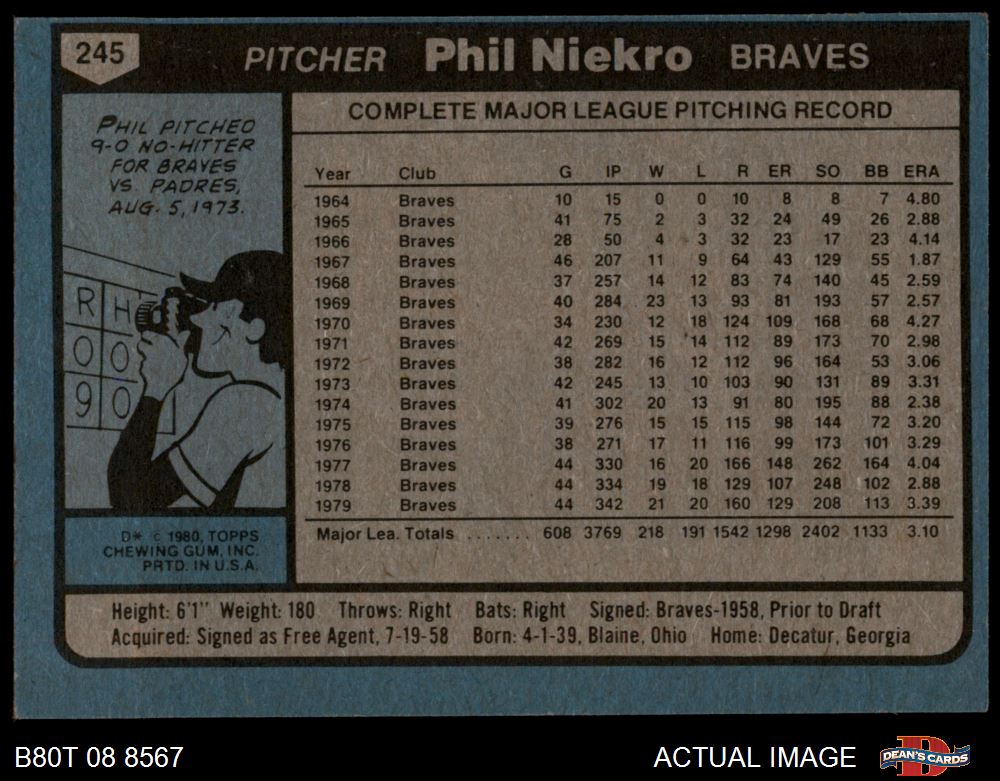 245 PITCHER Phil Niekro BRAVES
PHIL PITCHED
9-0 NO-HITTER
FOR BRAVES
VS. PADRES,
AUG. 5, 1973.
R H
0 0
9 0
D* © 1980, TOPPS
CHEWING GUM, INC.
PRTD. IN U.S.A.
COMPLETE MAJOR LEAGUE PITCHING RECORD
Year Club G IP W L R ER SO BB ERA
1964 Braves 10 15 0 0 10 8 8 7 4.80
1965 Braves 41 75 2 3 32 24 49 26 2.88
1966 Braves 28 50 4 3 32 23 17 23 4.14
1967 Braves 46 207 11 9 64 43 129 55 1.87
1968 Braves 37 257 14 12 83 74 140 45 2.59
1969 Braves 40 284 23 13 93 81 193 57 2.57
1970 Braves 34 230 12 18 124 109 168 68 4.27
1971 Braves 42 269 15 14 112 89 173 70 2.98
1972 Braves 38 282 16 12 112 96 164 53 3.06
1973 Braves 42 245 13 10 103 90 131 89 3.31
1974 Braves 41 302 20 13 91 80 195 88 2.38
1975 Braves 39 276 15 15 115 98 144 72 3.20
1976 Braves 38 271 17 11 116 99 173 101 3.29
1977 Braves 44 330 16 20 166 148 262 164 4.04
1978 Braves 44 334 19 18 129 107 248 102 2.88
1979 Braves 44 342 21 20 160 129 208 113 3.39
Major Lea. Totals ....... 608 3769 218 191 1542 1298 2402 1133 3.10
Height: 6'1" Weight: 180 Throws: Right Bats: Right Signed: Braves-1958, Prior to Draft
Acquired: Signed as Free Agent, 7-19-58 Born: 4-1-39, Blaine, Ohio Home: Decatur, Georgia
B80T 08 8567 ACTUAL IMAGE D DEAN'S CARDS